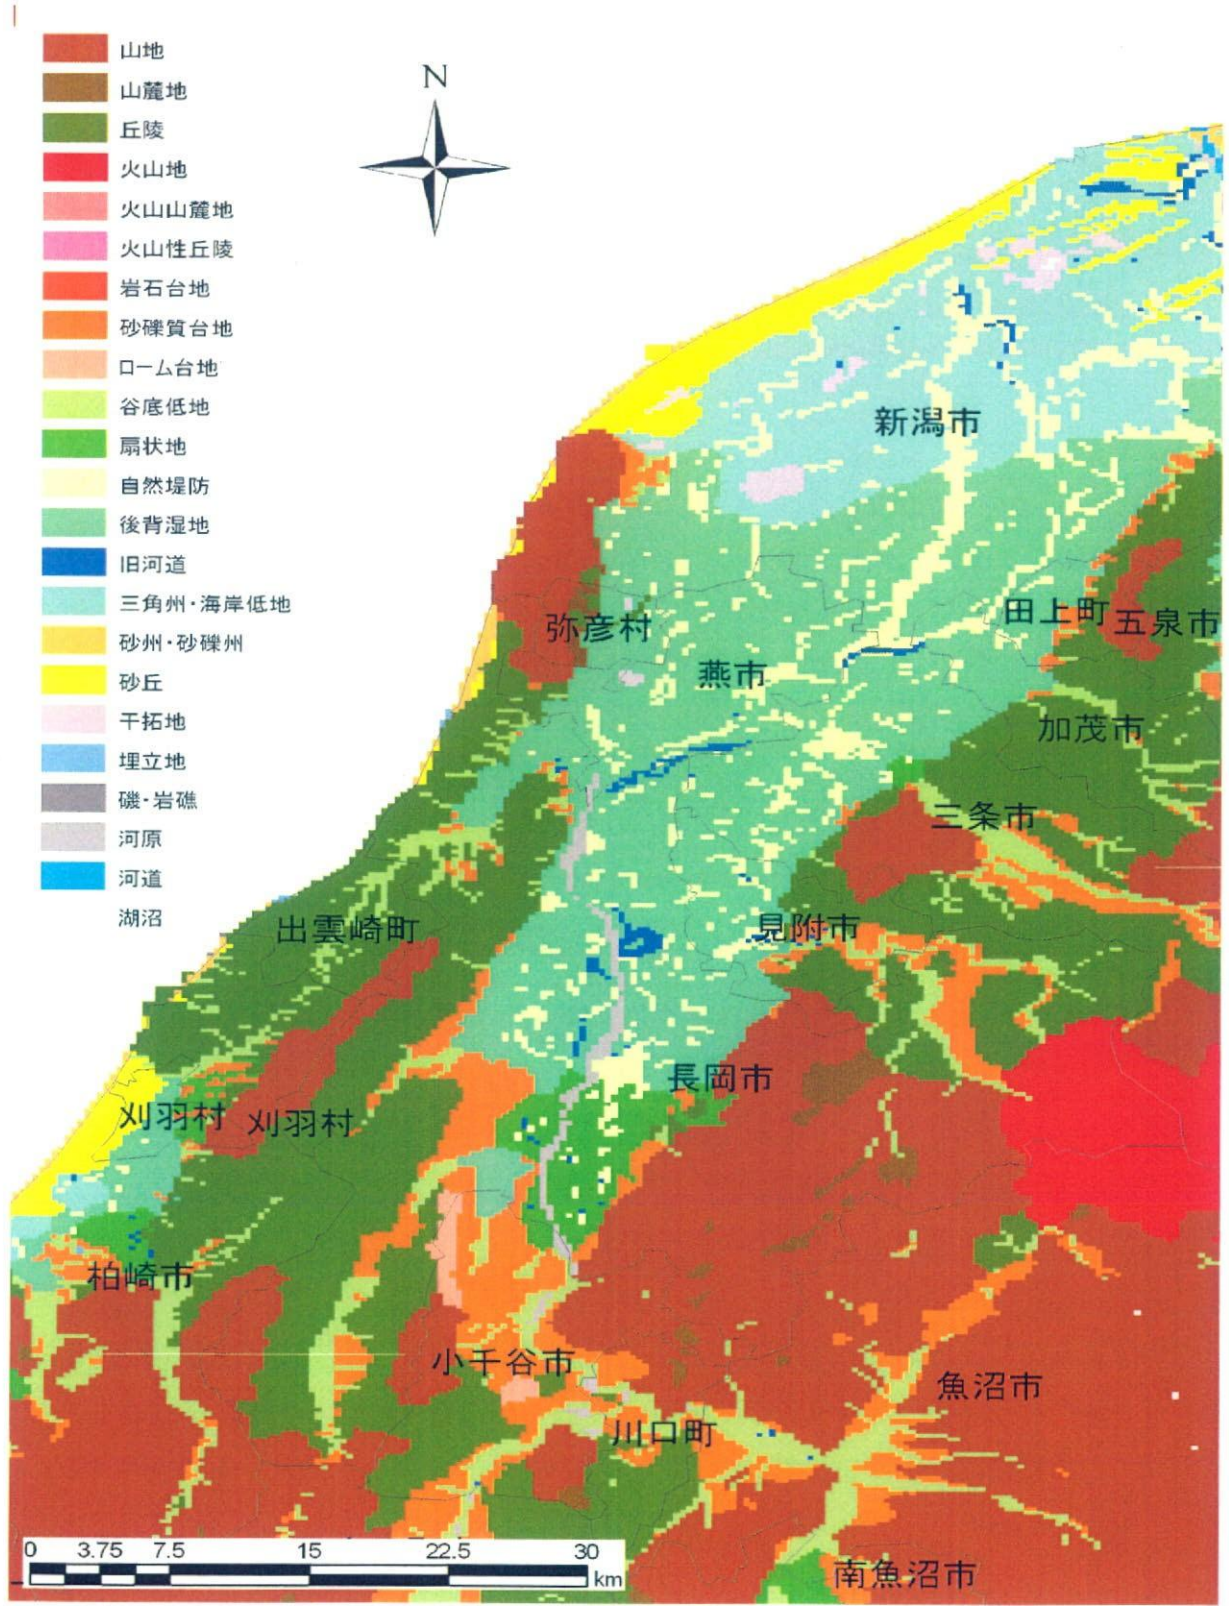 山地
山麓地
丘陵
火山地
火山山麓地
火山性丘陵
岩石台地
砂礫質台地
ローム台地
谷底低地
扇状地
自然堤防
後背湿地
旧河道
三角州・海岸低地
砂州・砂礫州
砂丘
干拓地
埋立地
磯・岩礁
河原
河道
湖沼
N
新潟市
弥彦村
田上町
五泉市
燕市
加茂市
三条市
出雲崎町
見附市
長岡市
刈羽村
刈羽村
柏崎市
小千谷市
魚沼市
川口町
南魚沼市
0 3.75 7.5 15 22.5 30
km